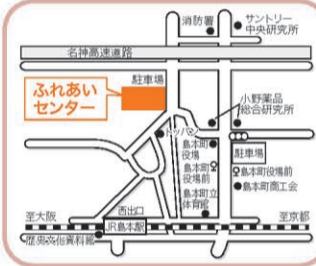 消防署
サントリー
中央研究所
名神高速道路
駐車場
ふれあい
センター
小野薬品
総合研究所
トッパン
島本町
役場
駐車場
島本町
役場前
島本町役場前
島本町商工会
島本町立
体育館
至大阪
西出口
至京都
JR島本駅
歴史文化資料館